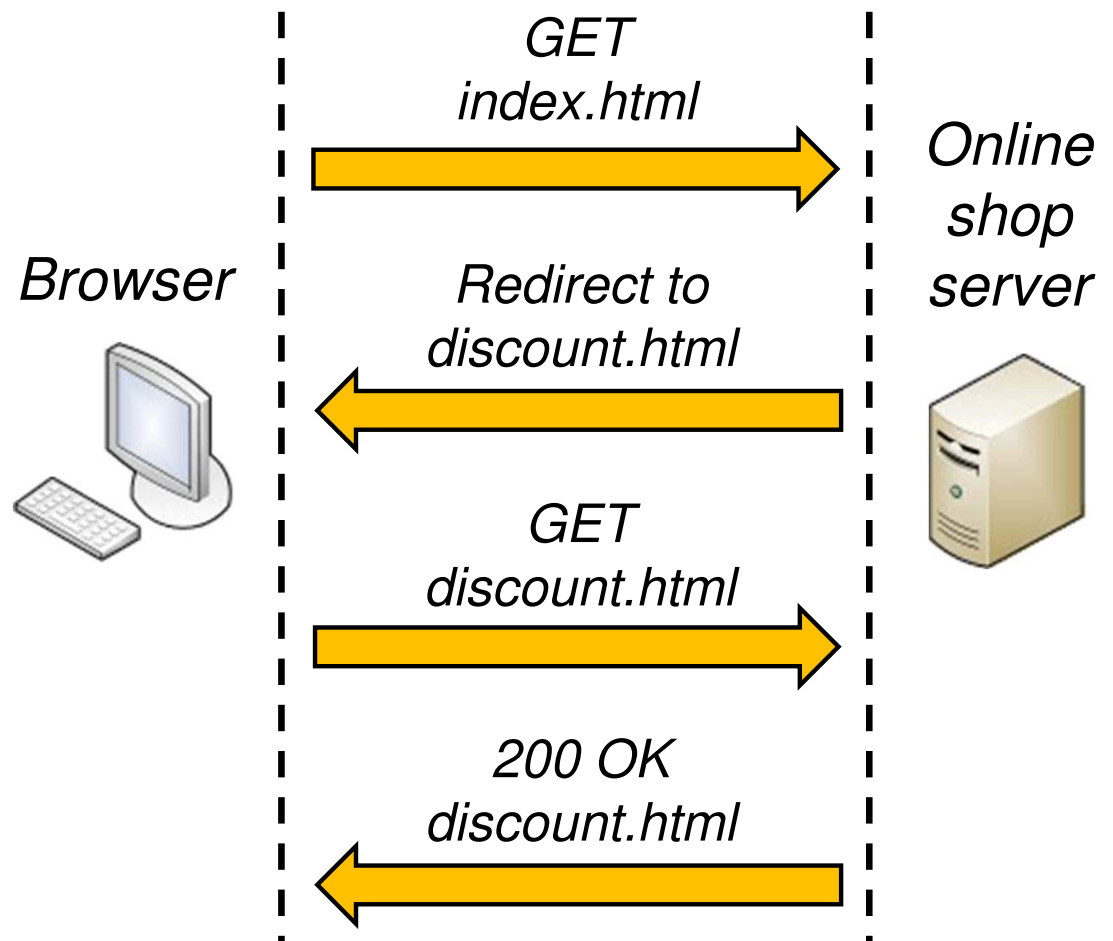 GET
index.html
Online
shop
server
Browser
Redirect to
discount.html
GET
discount.html
200 OK
discount.html